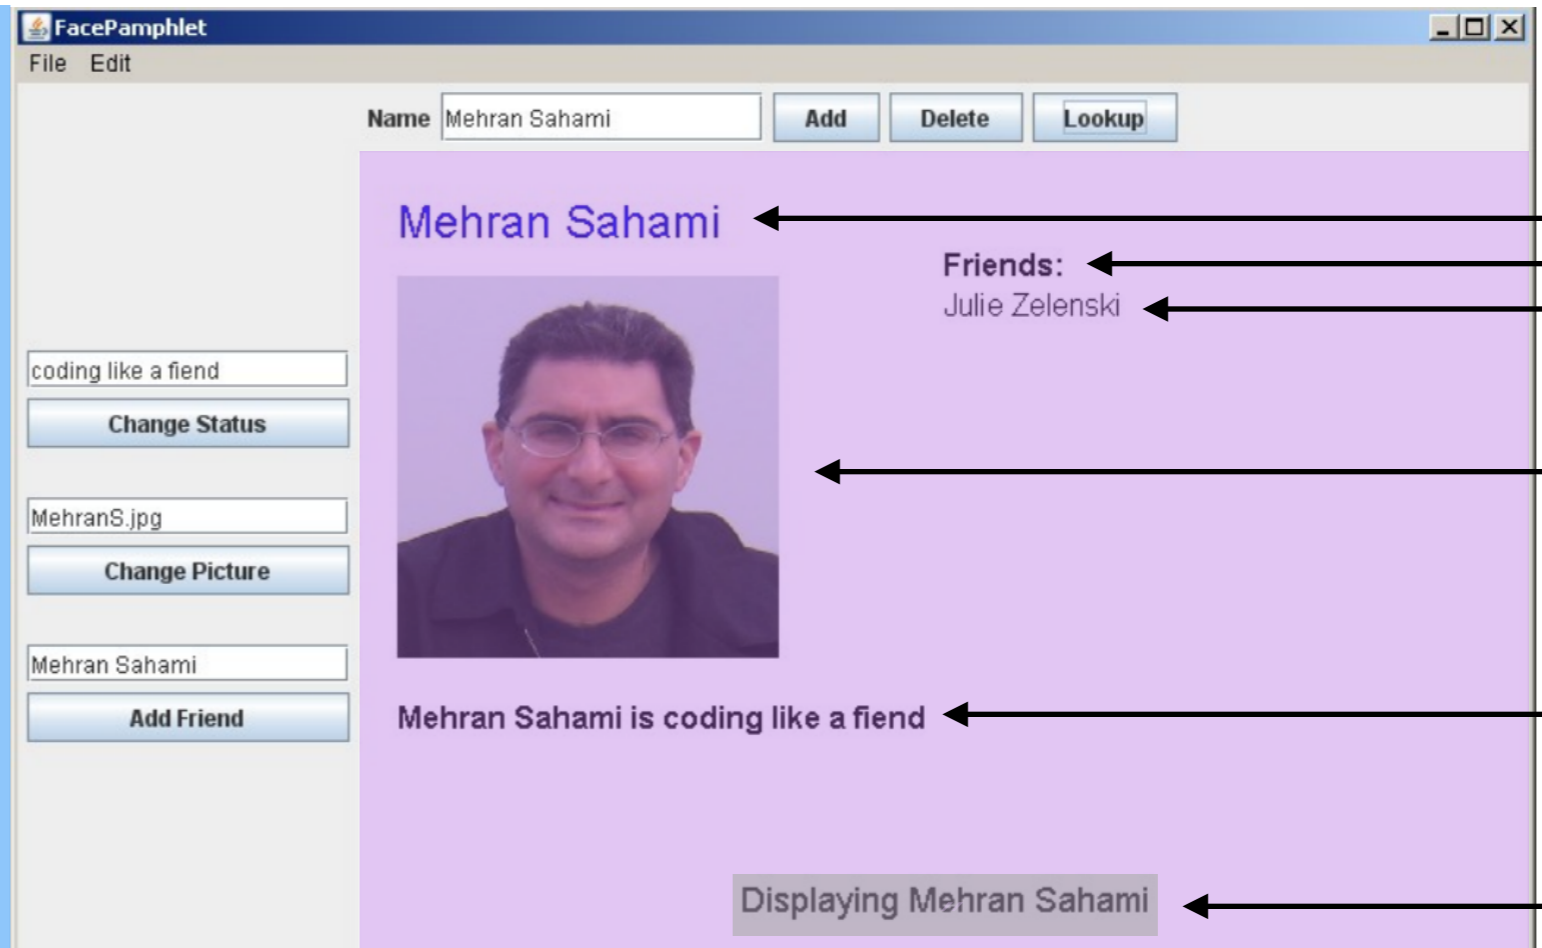 FacePamphlet
File Edit
Name Mehran Sahami Add Delete Lookup
Mehran Sahami
Friends:
Julie Zelenski
coding like a fiend
Change Status
MehranS.jpg
Change Picture
Mehran Sahami
Add Friend
Mehran Sahami is coding like a fiend
Displaying Mehran Sahami